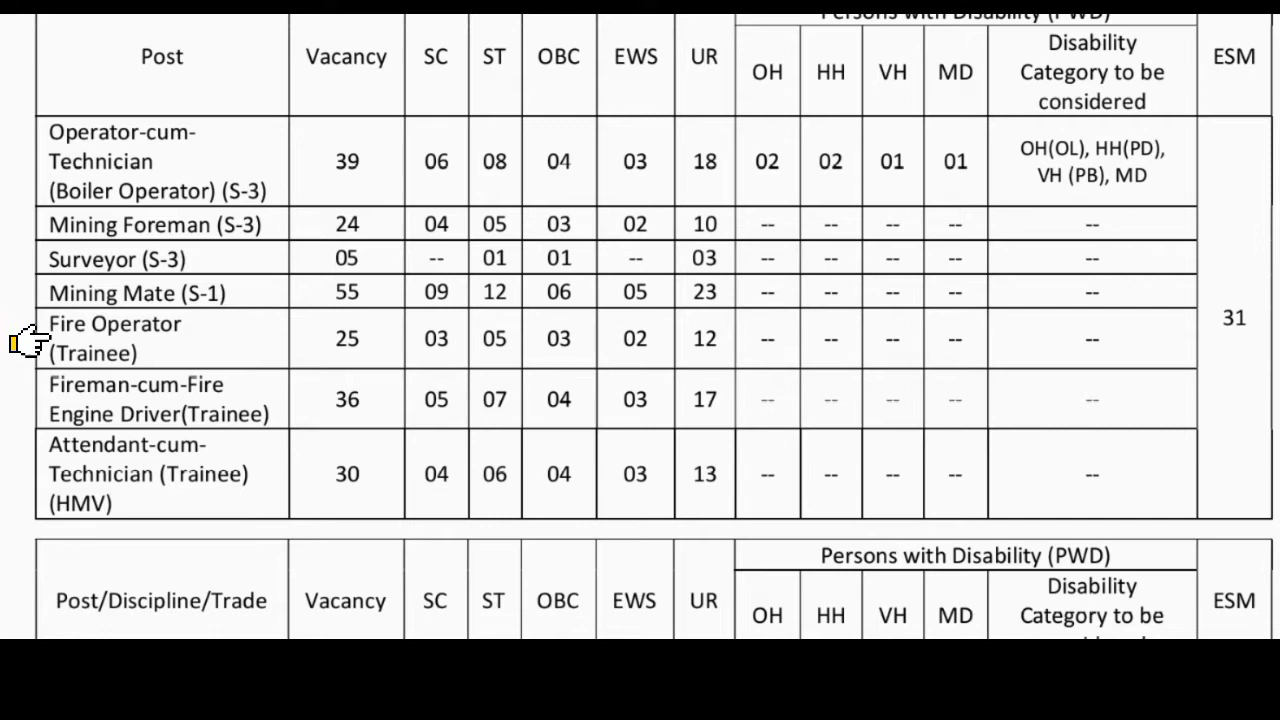 Persons with Disability (PWD)
Post Vacancy SC ST OBC EWS UR OH HH VH MD Disability Category to be considered ESM
Operator-cum-
Technician
(Boiler Operator) (S-3) 39 06 08 04 03 18 02 02 01 01 OH(OL), HH(PD),
VH (PB), MD
Mining Foreman (S-3) 24 04 05 03 02 10 -- -- -- -- --
Surveyor (S-3) 05 -- 01 01 -- 03 -- -- -- -- --
Mining Mate (S-1) 55 09 12 06 05 23 -- -- -- -- --
31
Fire Operator
(Trainee) 25 03 05 03 02 12 -- -- -- -- --
Fireman-cum-Fire
Engine Driver(Trainee) 36 05 07 04 03 17 -- -- -- -- --
Attendant-cum-
Technician (Trainee)
(HMV) 30 04 06 04 03 13 -- -- -- -- --
Persons with Disability (PWD)
Post/Discipline/Trade Vacancy SC ST OBC EWS UR OH HH VH MD Disability
Category to be ESM